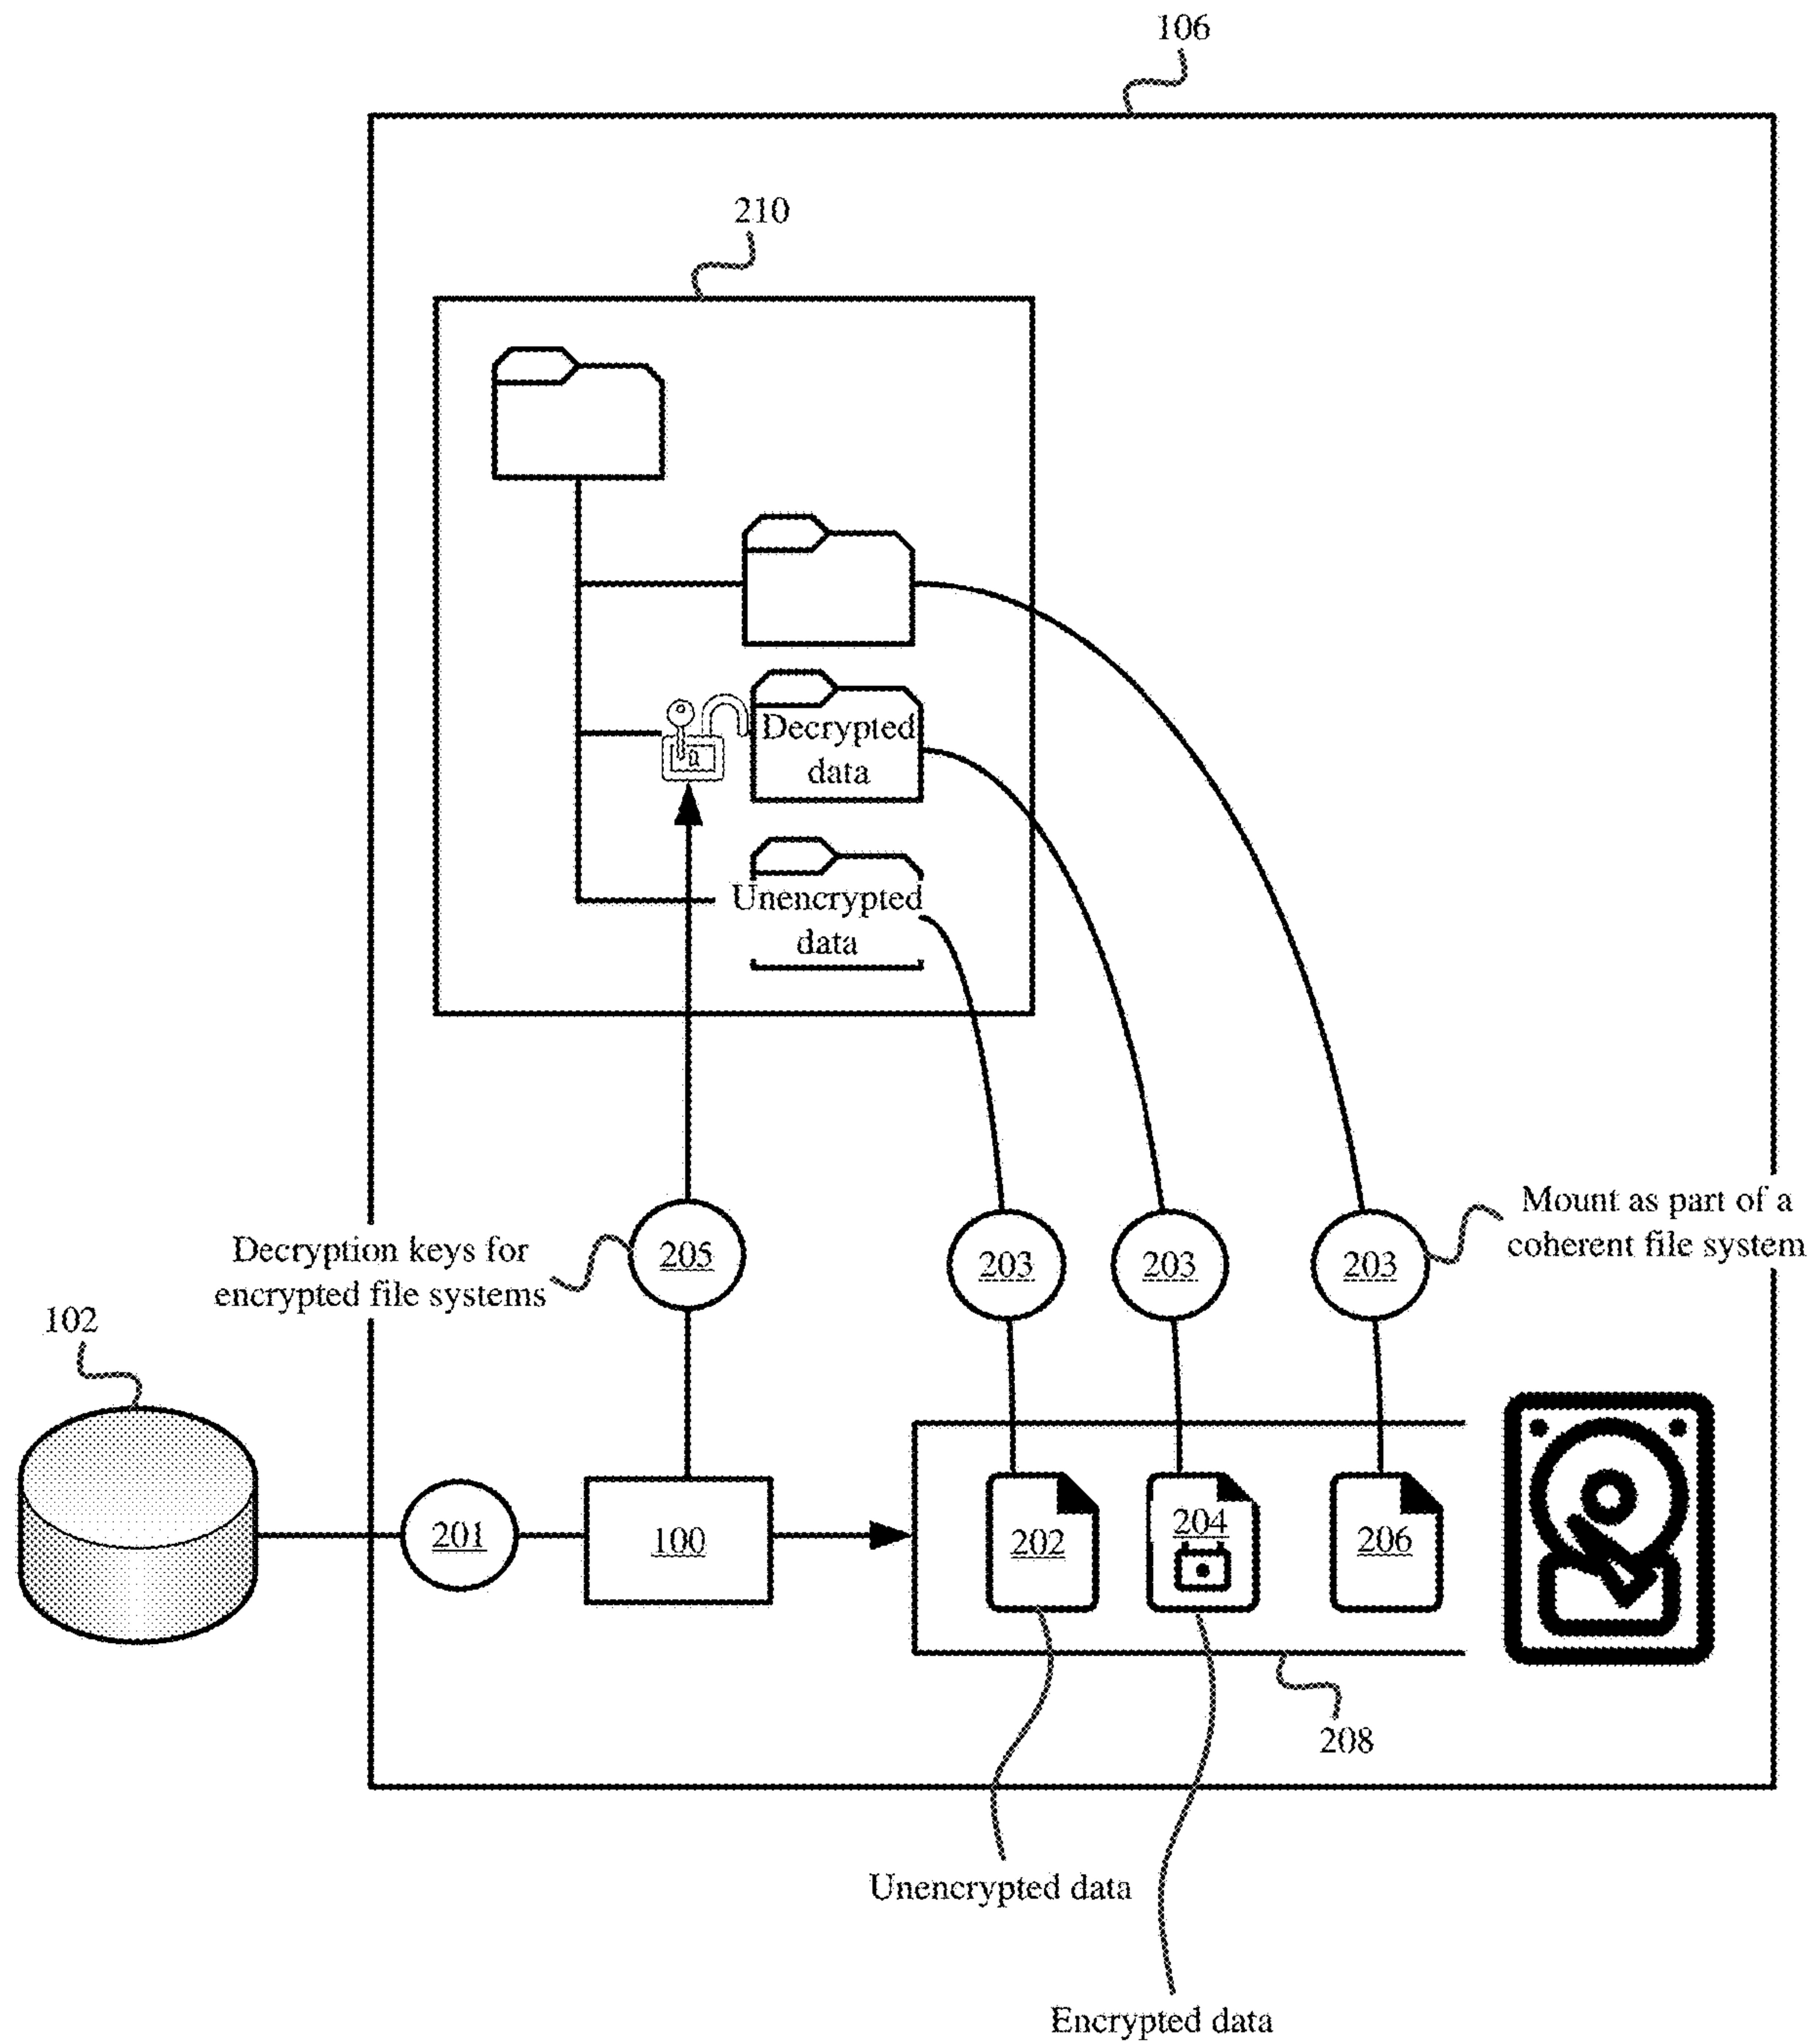 106
210
Decrypted
data
Unencrypted
data
Decryption keys for
encrypted file systems
205
203
203
203
Mount as part of a
coherent file system
102
201
100
202
204
206
208
Unencrypted data
Encrypted data